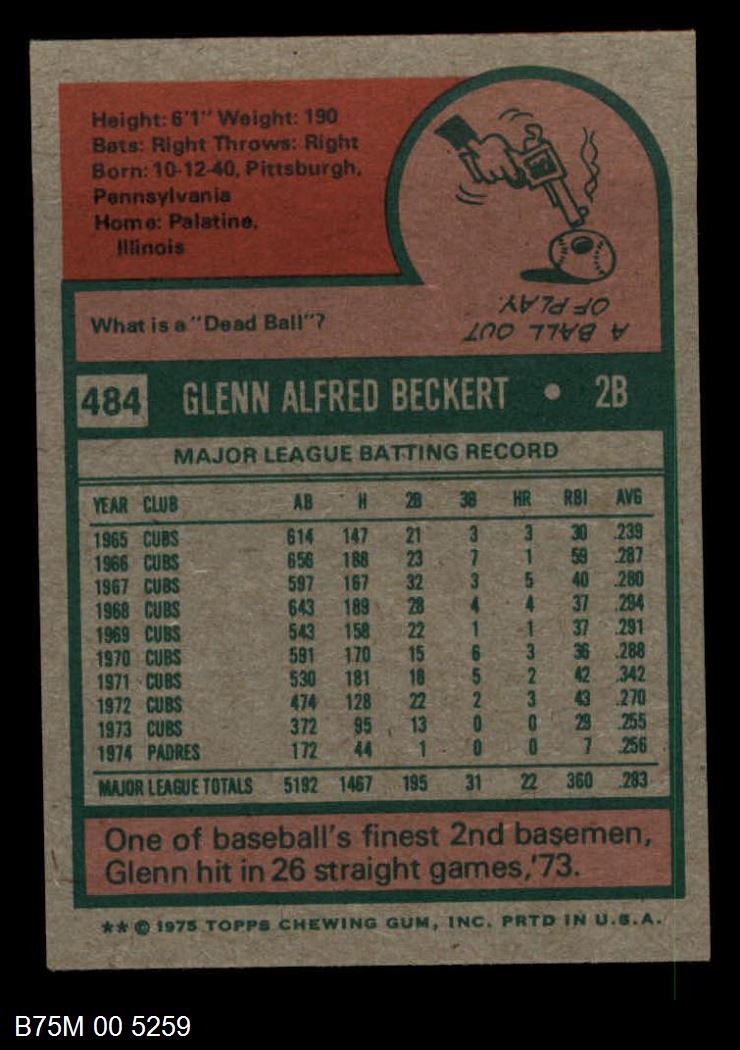 Height: 6'1" Weight: 190
Bats: Right Throws: Right
Born: 10-12-40, Pittsburgh,
Pennsylvania
Home: Palatine,
Illinois
What is a "Dead Ball"?
A BALL OUT
OF PLAY.
484 GLENN ALFRED BECKERT • 2B
MAJOR LEAGUE BATTING RECORD
YEAR CLUB AB H 2B 3B HR RBI AVG
1965 CUBS 614 147 21 3 3 30 .239
1966 CUBS 656 188 23 7 1 59 .287
1967 CUBS 597 167 32 3 5 40 .280
1968 CUBS 643 189 28 4 4 37 .294
1969 CUBS 543 158 22 1 1 37 .291
1970 CUBS 591 170 15 6 3 36 .288
1971 CUBS 530 181 18 5 2 42 .342
1972 CUBS 474 128 22 2 3 43 .270
1973 CUBS 372 95 13 0 0 29 .255
1974 PADRES 172 44 1 0 0 7 .256
MAJOR LEAGUE TOTALS 5192 1467 195 31 22 360 .283
One of baseball's finest 2nd basemen,
Glenn hit in 26 straight games,'73.
** © 1975 TOPPS CHEWING GUM, INC. PRTD IN U.S.A.
B75M 00 5259